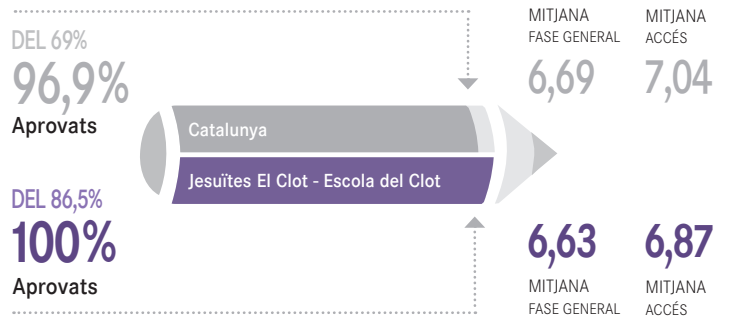 DEL 69%
96,9%
Aprovats
MITJANA
FASE GENERAL
6,69
MITJANA
ACCÉS
7,04
Catalunya
Jesuïtes El Clot - Escola del Clot
DEL 86,5%
100%
Aprovats
6,63
MITJANA
FASE GENERAL
6,87
MITJANA
ACCÉS